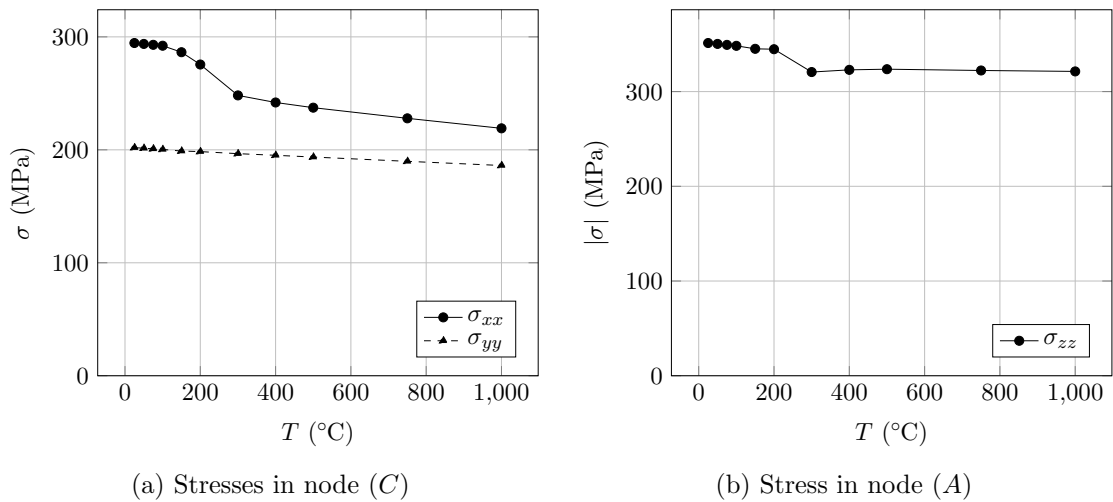 300
200
100
0
σ (MPa)
0 200 400 600 800 1,000
T (°C)
σxx
σyy
(a) Stresses in node (C)
300
200
100
0
|σ| (MPa)
0 200 400 600 800 1,000
T (°C)
σzz
(b) Stress in node (A)